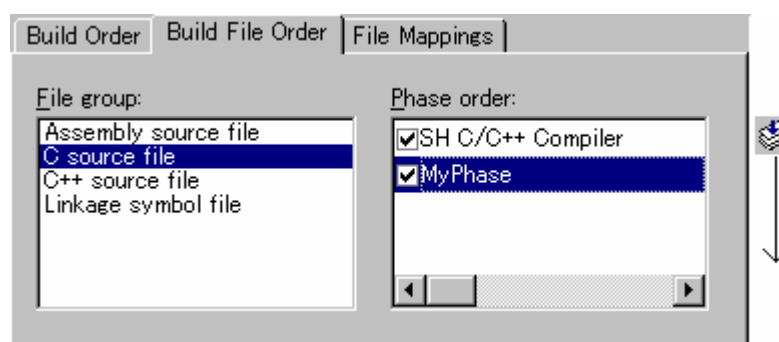 Build Order Build File Order File Mappings
File group: Phase order:
Assembly source file
C source file
C++ source file
Linkage symbol file
SH C/C++ Compiler
MyPhase